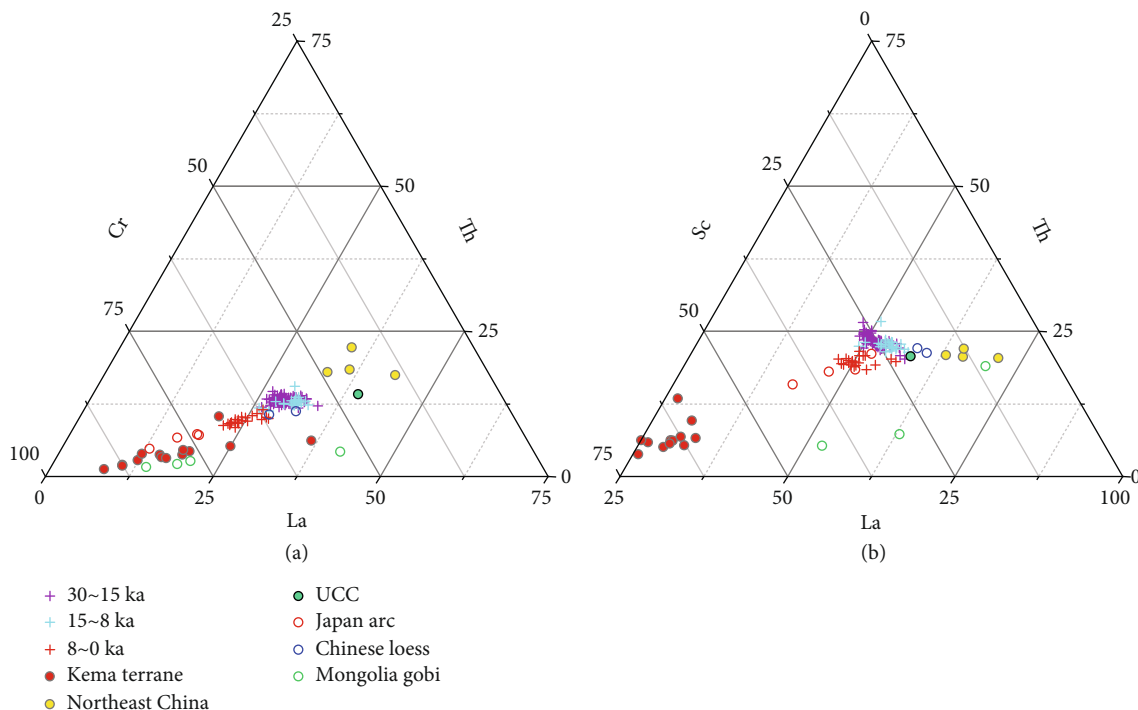 25
75
50
50
Cr
Th
75
25
100
0
0
25
50
75
La
(a)
0
75
25
50
Sc
Th
50
25
75
0
25
50
25
100
La
(b)
30~15 ka
15~8 ka
8~0 ka
Kema terrane
Northeast China
UCC
Japan arc
Chinese loess
Mongolia gobi